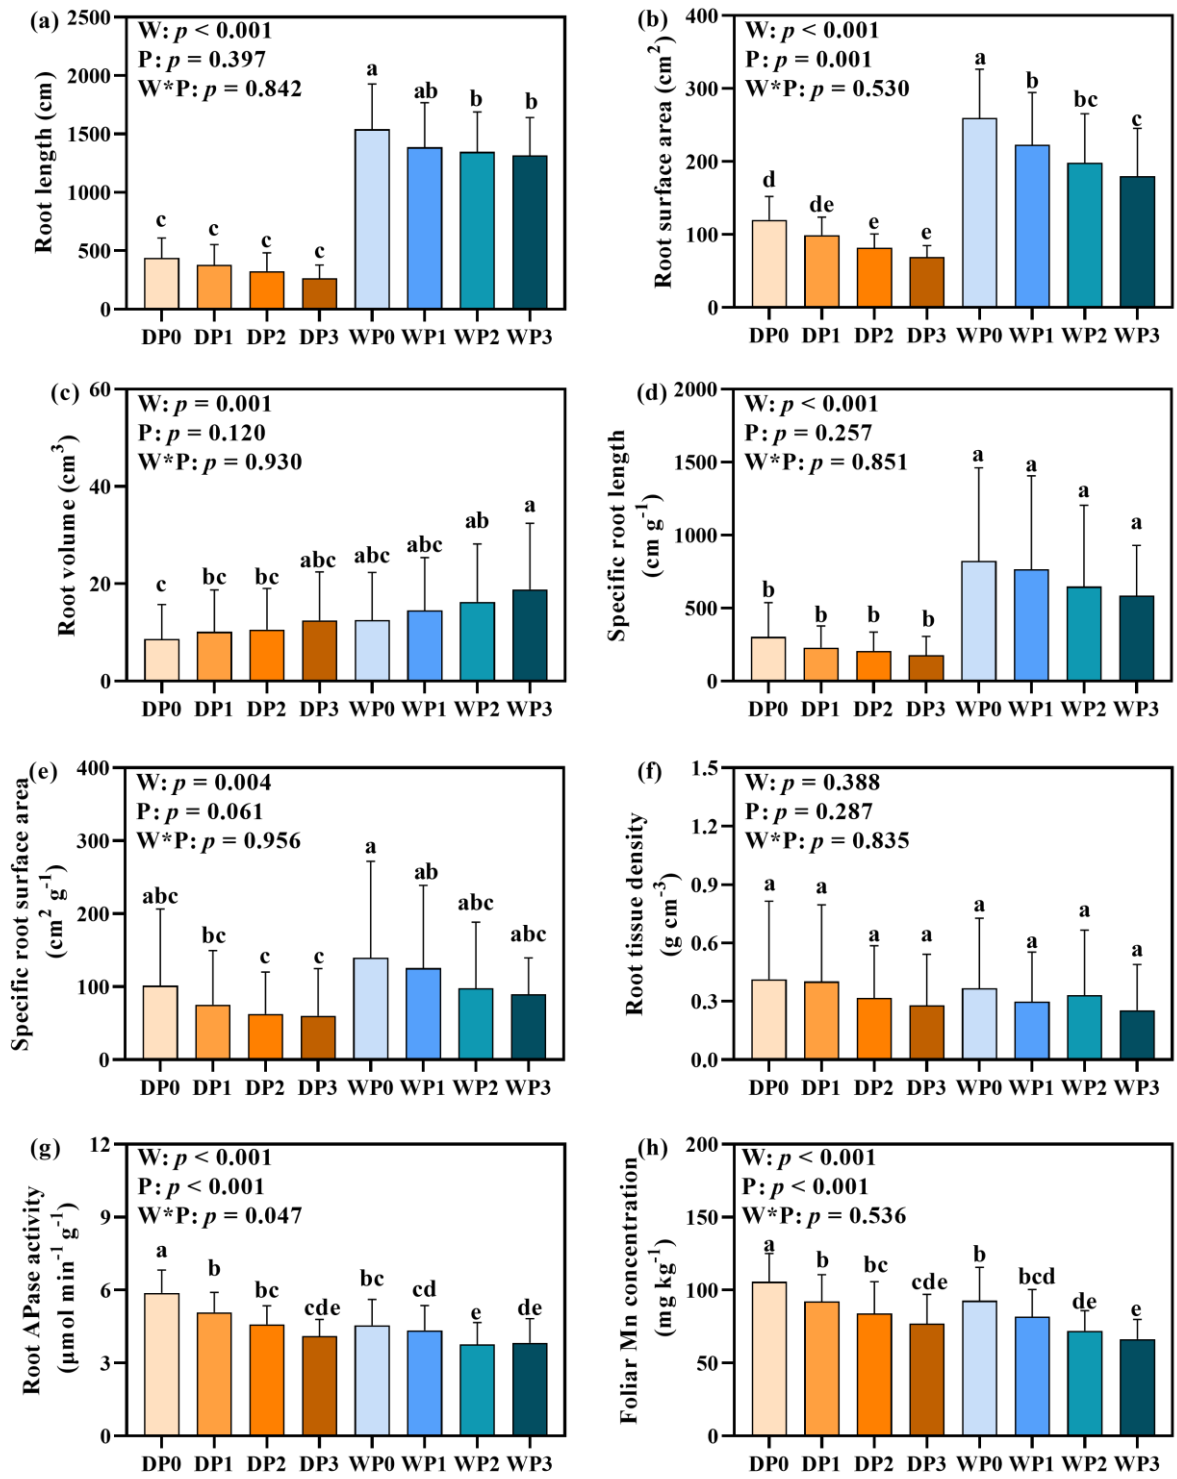 (a)
W: p < 0.001
P: p = 0.397
W*P: p = 0.842
Root length (cm)
2500
2000
1500
1000
500
0
c
c
c
c
a
ab
b
b
DP0 DP1 DP2 DP3 WP0 WP1 WP2 WP3
(b)
W: p < 0.001
P: p = 0.001
W*P: p = 0.530
Root surface area (cm²)
400
300
200
100
0
d
de
e
e
a
b
bc
c
DP0 DP1 DP2 DP3 WP0 WP1 WP2 WP3
(c)
W: p = 0.001
P: p = 0.120
W*P: p = 0.930
Root volume (cm³)
60
40
20
0
c
bc
bc
abc
abc
abc
ab
a
DP0 DP1 DP2 DP3 WP0 WP1 WP2 WP3
(d)
W: p < 0.001
P: p = 0.257
W*P: p = 0.851
Specific root length
(cm g⁻¹)
2000
1500
1000
500
0
b
b
b
b
a
a
a
a
DP0 DP1 DP2 DP3 WP0 WP1 WP2 WP3
(e)
W: p = 0.004
P: p = 0.061
W*P: p = 0.956
Specific root surface area
(cm² g⁻¹)
400
300
200
100
0
abc
bc
c
c
a
ab
abc
abc
DP0 DP1 DP2 DP3 WP0 WP1 WP2 WP3
(f)
W: p = 0.388
P: p = 0.287
W*P: p = 0.835
Root tissue density
(g cm⁻³)
1.5
1.2
0.9
0.6
0.3
0.0
a
a
a
a
a
a
a
a
DP0 DP1 DP2 DP3 WP0 WP1 WP2 WP3
(g)
W: p < 0.001
P: p < 0.001
W*P: p = 0.047
Root APase activity
(μmol min⁻¹ g⁻¹)
12
9
6
3
0
a
b
bc
cde
bc
cd
e
de
DP0 DP1 DP2 DP3 WP0 WP1 WP2 WP3
(h)
W: p < 0.001
P: p < 0.001
W*P: p = 0.536
Foliar Mn concentration
(mg kg⁻¹)
200
150
100
50
0
a
b
bc
cde
b
bcd
de
e
DP0 DP1 DP2 DP3 WP0 WP1 WP2 WP3